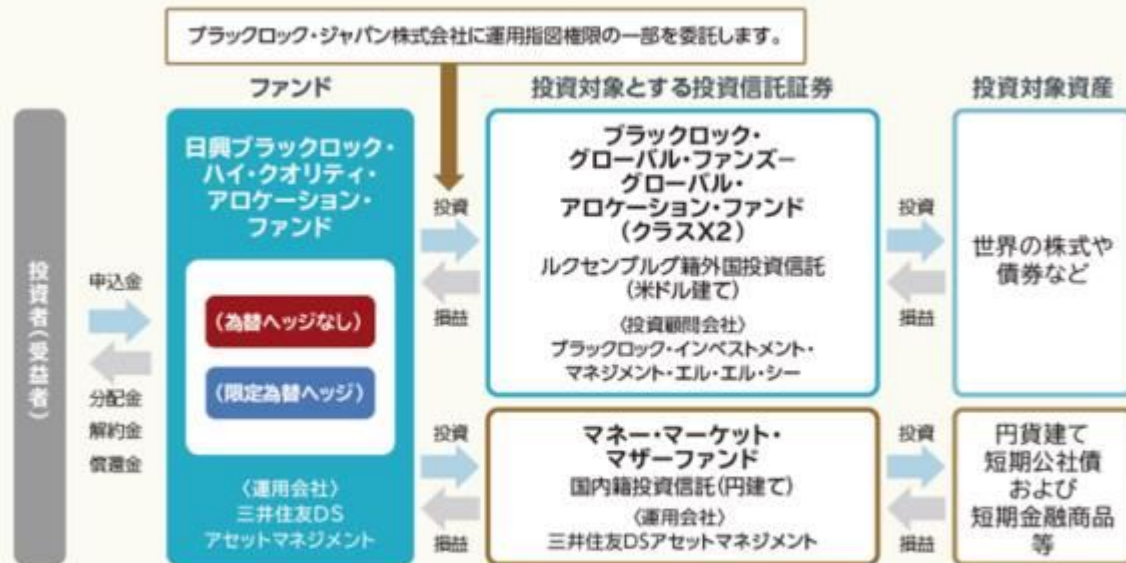 ブラックロック・ジャパン株式会社に運用指図権限の一部を委託します。
ファンド
投資対象とする投資信託証券
投資対象資産
投資者(受益者)
申込金
分配金
解約金
償還金
日興ブラックロック・
ハイ・クオリティ・
アロケーション・
ファンド
(為替ヘッジなし)
(限定為替ヘッジ)
〈運用会社〉
三井住友DS
アセットマネジメント
投資
損益
ブラックロック・
グローバル・ファンズ－
グローバル・
アロケーション・ファンド
(クラスX2)
ルクセンブルグ籍外国投資信託
(米ドル建て)
〈投資顧問会社〉
ブラックロック・インベストメント・
マネジメント・エル・エル・シー
投資
損益
世界の株式や
債券など
投資
損益
マネー・マーケット・
マザーファンド
国内籍投資信託(円建て)
〈運用会社〉
三井住友DSアセットマネジメント
投資
損益
円貨建て
短期公社債
および
短期金融商品
等